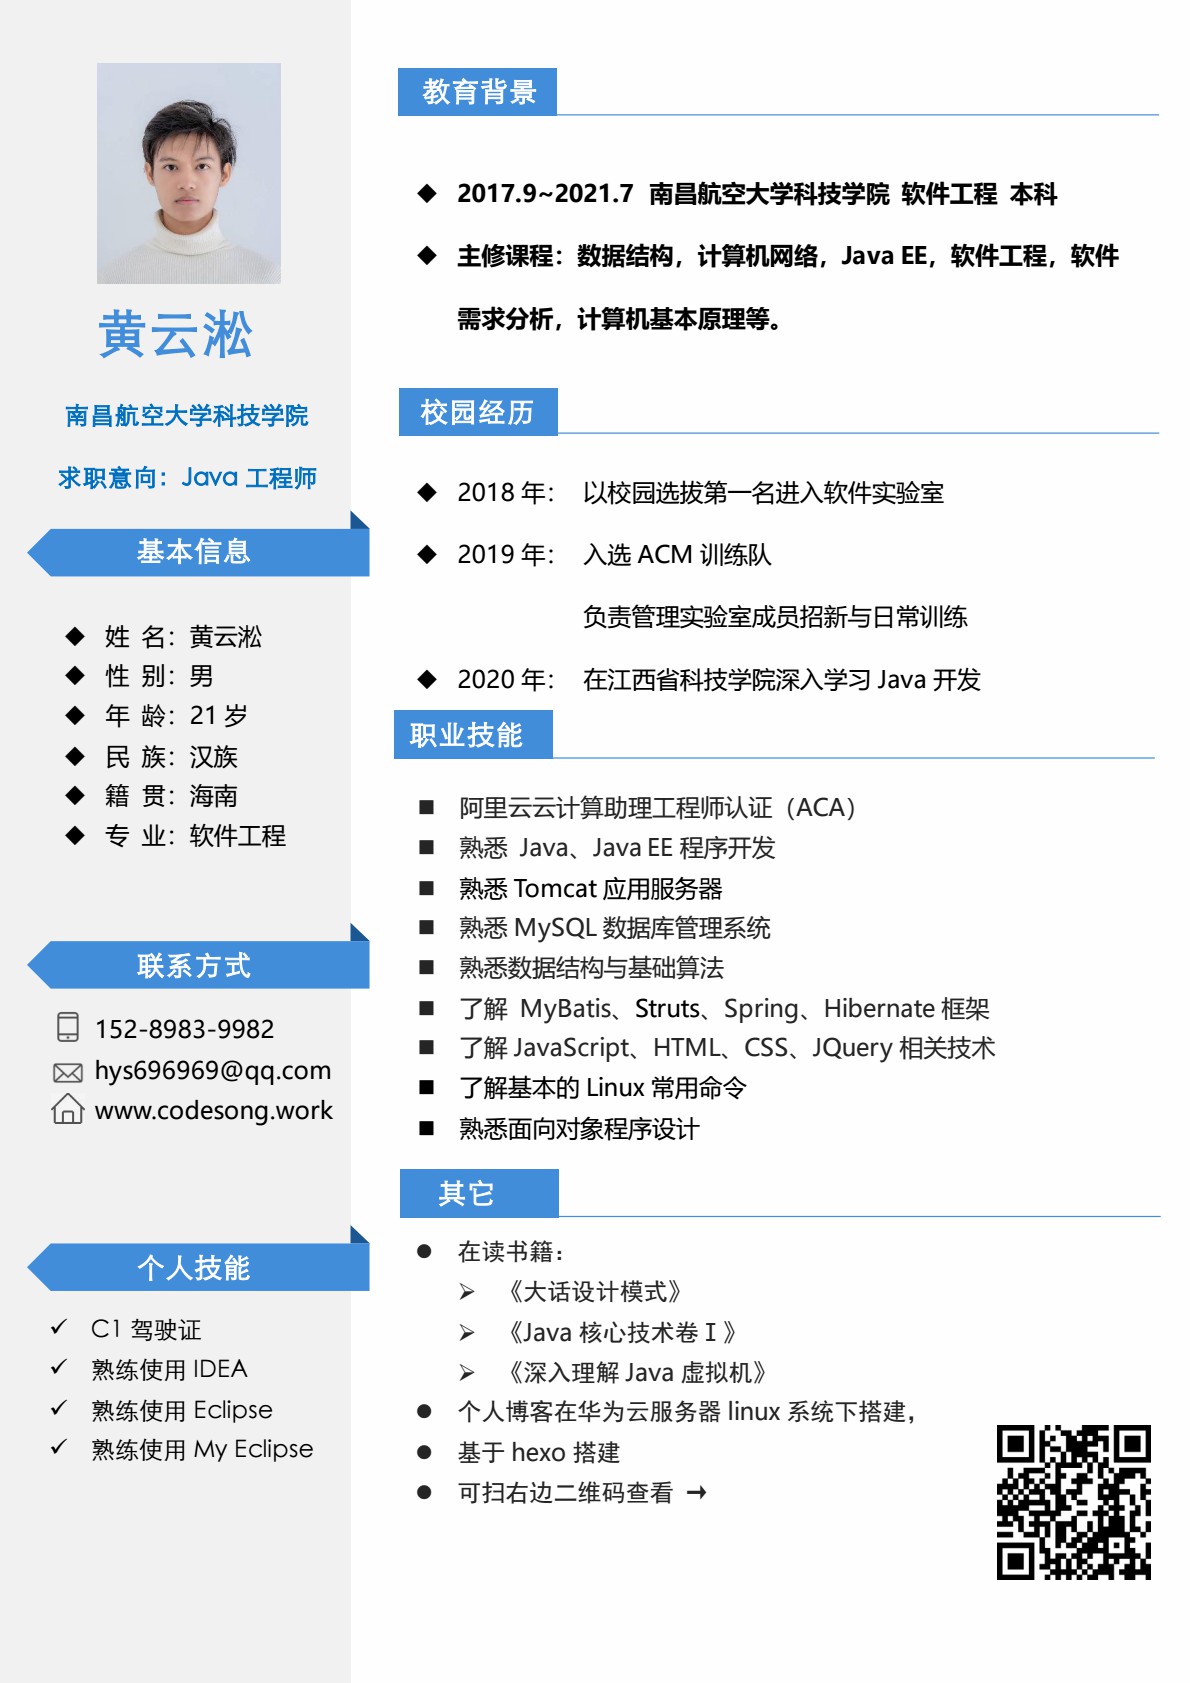 黄云淞
南昌航空大学科技学院
求职意向：Java 工程师
基本信息
姓 名：黄云淞
性 别：男
年 龄：21 岁
民 族：汉族
籍 贯：海南
专 业：软件工程
联系方式
152-8983-9982
hys696969@qq.com
www.codesong.work
个人技能
C1 驾驶证
熟练使用 IDEA
熟练使用 Eclipse
熟练使用 My Eclipse
教育背景
2017.9~2021.7 南昌航空大学科技学院 软件工程 本科
主修课程：数据结构，计算机网络，Java EE，软件工程，软件
需求分析，计算机基本原理等。
校园经历
2018 年： 以校园选拔第一名进入软件实验室
2019 年： 入选 ACM 训练队
负责管理实验室成员招新与日常训练
2020 年： 在江西省科技学院深入学习 Java 开发
职业技能
阿里云云计算助理工程师认证（ACA）
熟悉 Java、Java EE 程序开发
熟悉 Tomcat 应用服务器
熟悉 MySQL 数据库管理系统
熟悉数据结构与基础算法
了解 MyBatis、Struts、Spring、Hibernate 框架
了解 JavaScript、HTML、CSS、JQuery 相关技术
了解基本的 Linux 常用命令
熟悉面向对象程序设计
其它
在读书籍：
《大话设计模式》
《Java 核心技术卷 I 》
《深入理解 Java 虚拟机》
个人博客在华为云服务器 linux 系统下搭建，
基于 hexo 搭建
可扫右边二维码查看 →